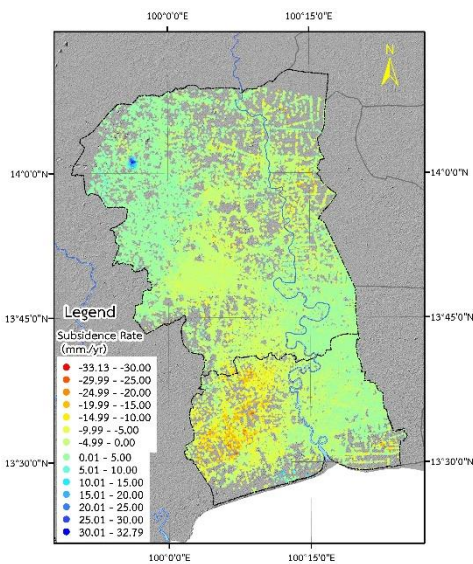 100°0'0"E 100°15'0"E
N
14°0'0"N 14°0'0"N
13°45'0"N 13°45'0"N
Legend
Subsidence Rate
(mm./yr)
-33.13 - -30.00
-29.99 - -25.00
-24.99 - -20.00
-19.99 - -15.00
-14.99 - -10.00
-9.99 - -5.00
-4.99 - 0.00
0.01 - 5.00
5.01 - 10.00
10.01 - 15.00
15.01 - 20.00
20.01 - 25.00
25.01 - 30.00
30.01 - 32.79
13°30'0"N 13°30'0"N
100°0'0"E 100°15'0"E